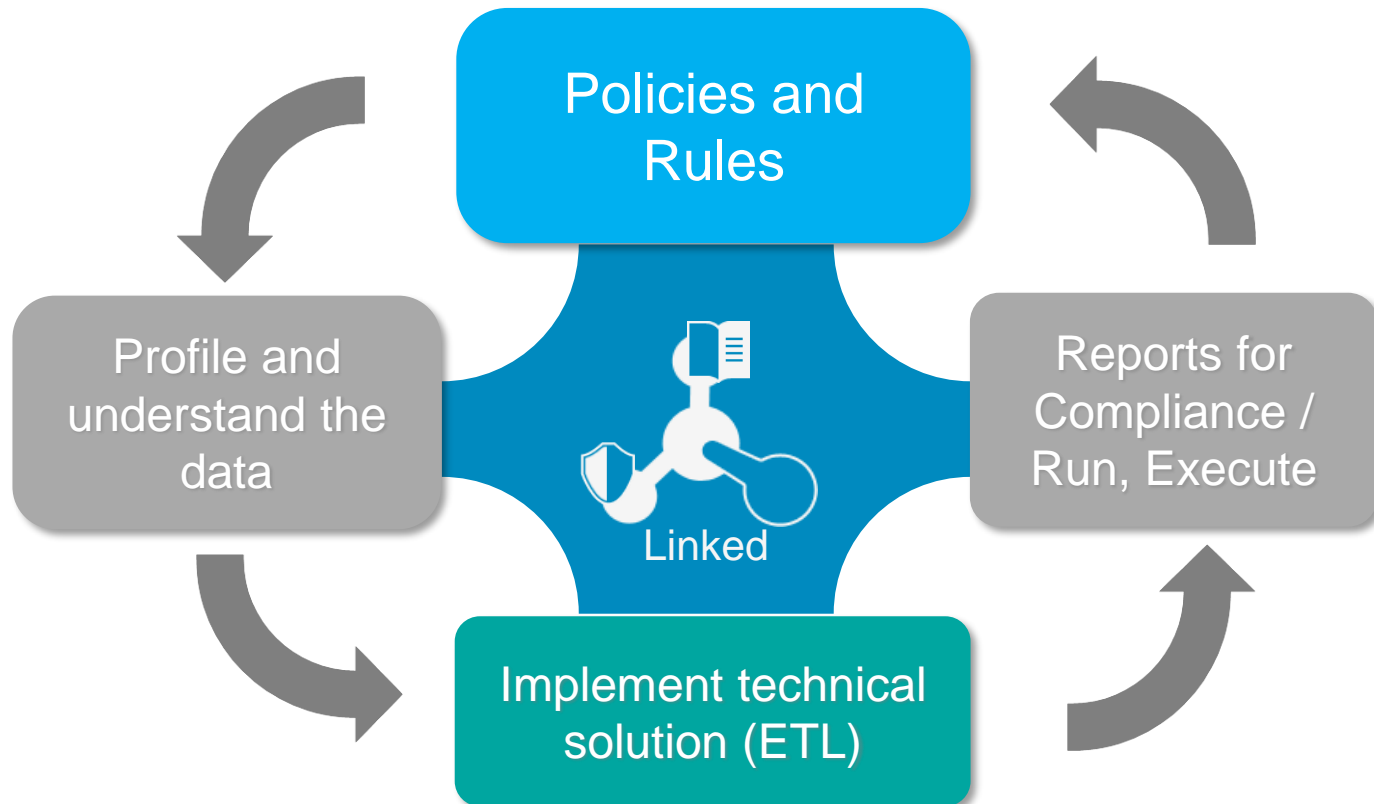 Policies and
Rules
Profile and
understand the
data
Reports for
Compliance /
Run, Execute
Linked
Implement technical
solution (ETL)